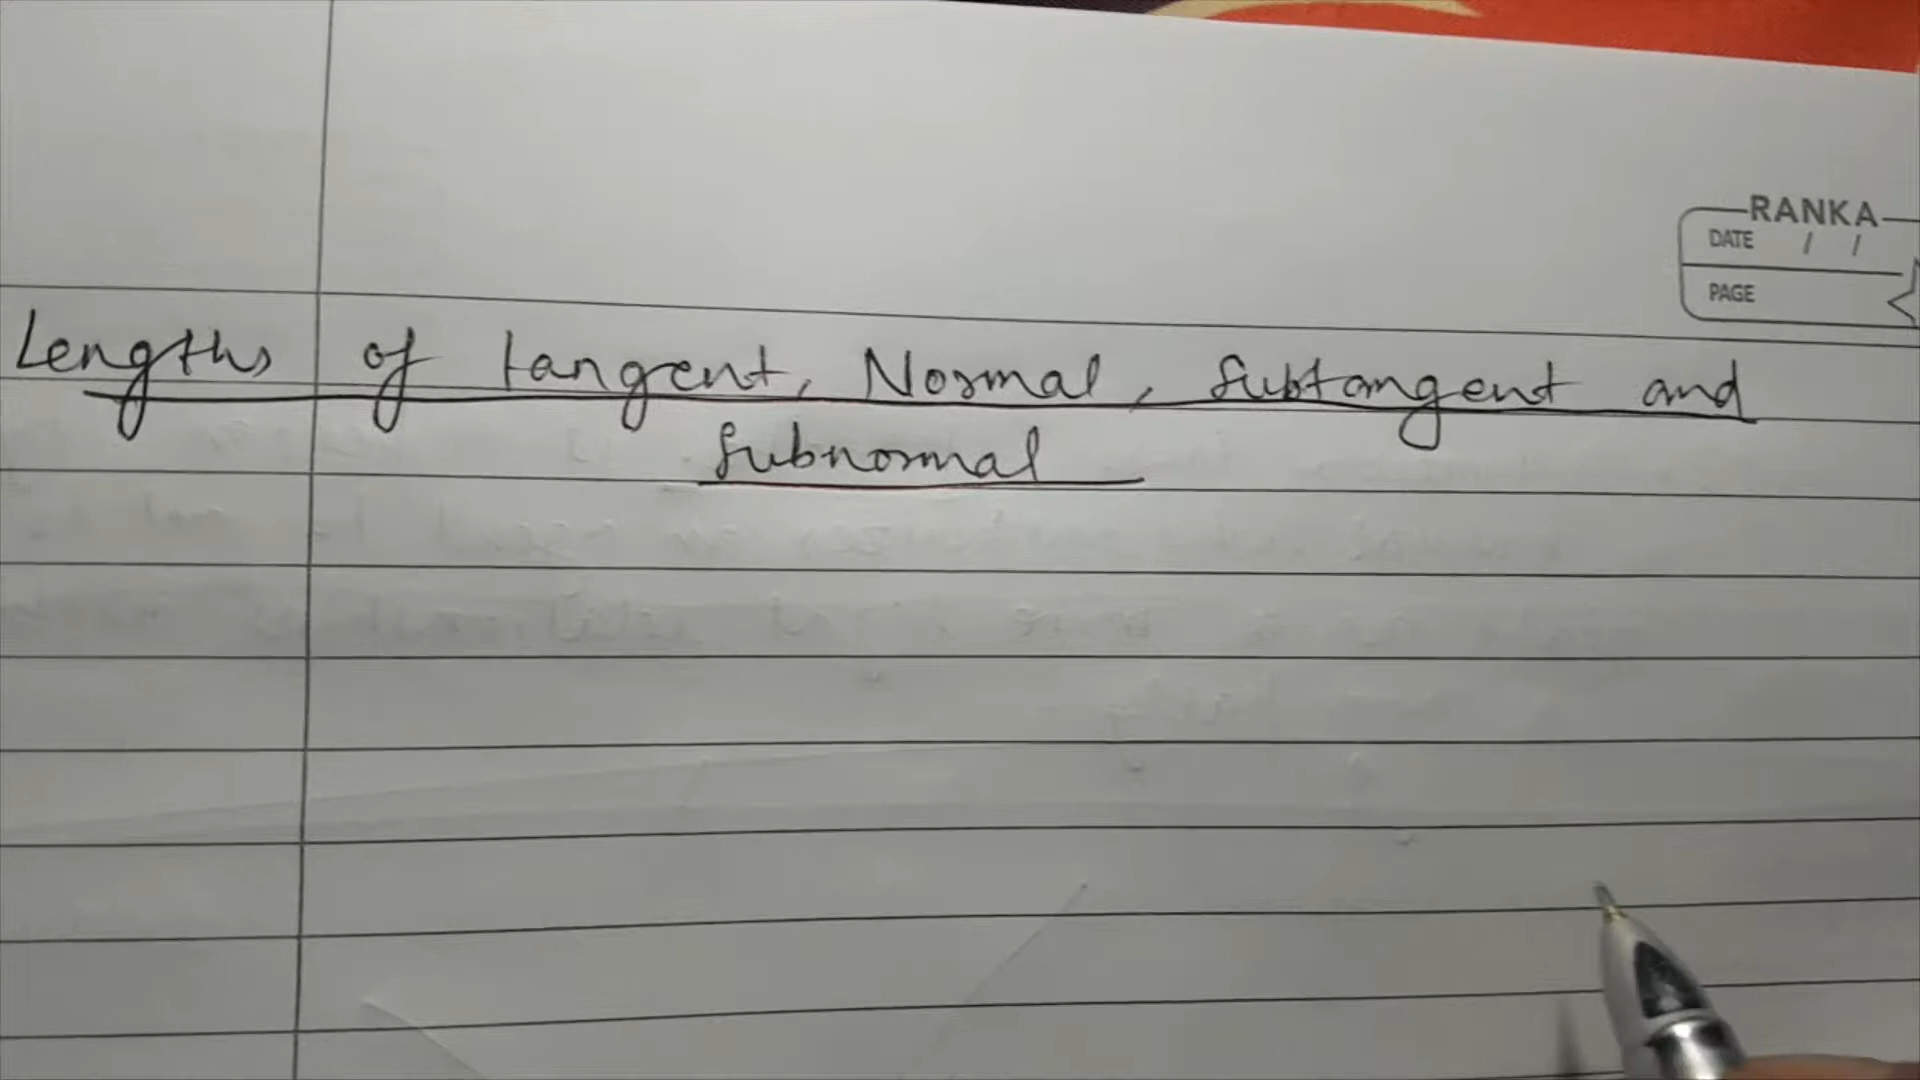 RANKA
DATE / /
PAGE
Lengths of tangent, Normal, Subtangent and
Subnormal